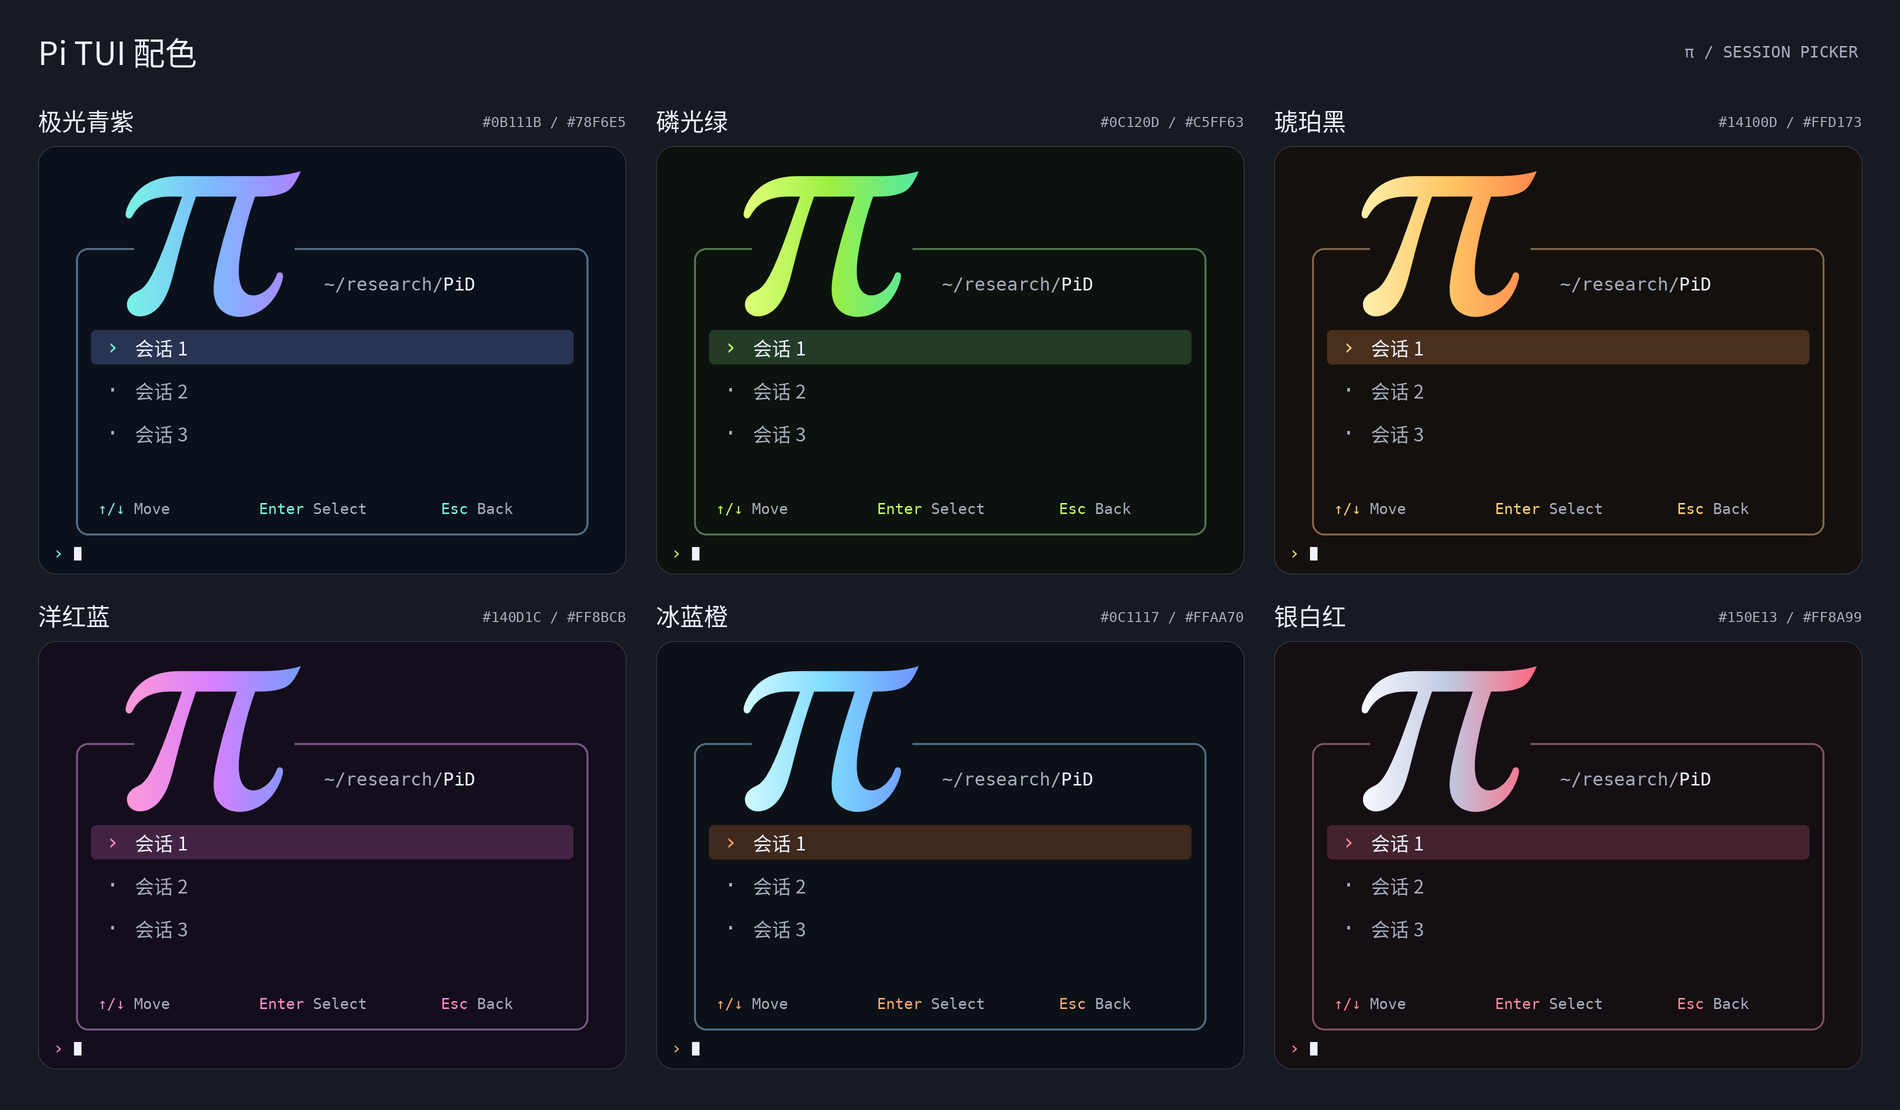 Pi TUI 配色
π / SESSION PICKER
极光青紫
#0B111B / #78F6E5
π
~/research/PiD
› 会话 1
· 会话 2
· 会话 3
↑/↓ Move Enter Select Esc Back
›
磷光绿
#0C120D / #C5FF63
π
~/research/PiD
› 会话 1
· 会话 2
· 会话 3
↑/↓ Move Enter Select Esc Back
›
琥珀黑
#14100D / #FFD173
π
~/research/PiD
› 会话 1
· 会话 2
· 会话 3
↑/↓ Move Enter Select Esc Back
›
洋红蓝
#140D1C / #FF8BCB
π
~/research/PiD
› 会话 1
· 会话 2
· 会话 3
↑/↓ Move Enter Select Esc Back
›
冰蓝橙
#0C1117 / #FFAA70
π
~/research/PiD
› 会话 1
· 会话 2
· 会话 3
↑/↓ Move Enter Select Esc Back
›
银白红
#150E13 / #FF8A99
π
~/research/PiD
› 会话 1
· 会话 2
· 会话 3
↑/↓ Move Enter Select Esc Back
›